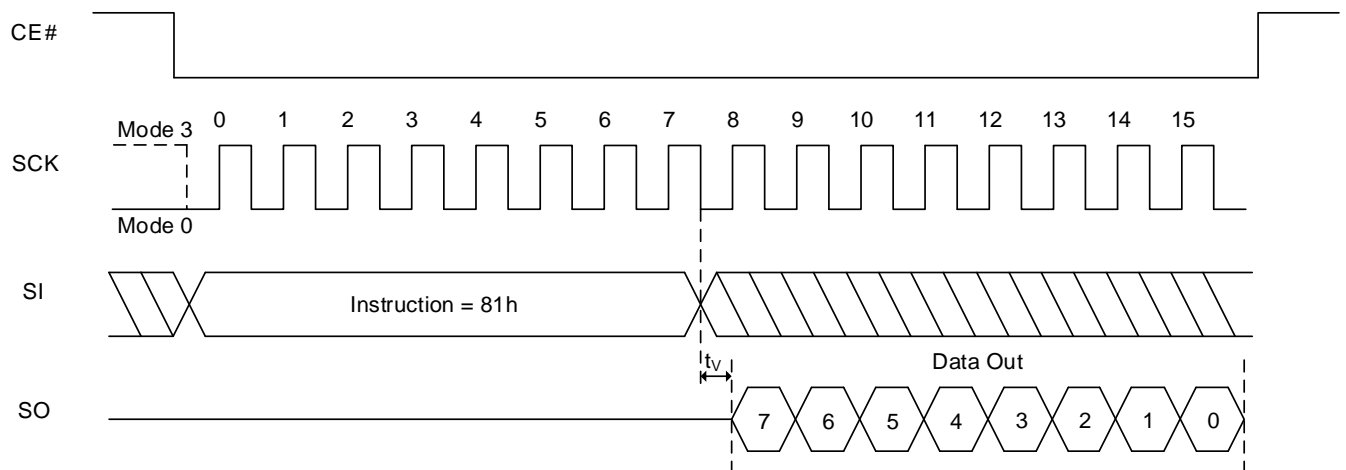 CE#
Mode 3
0 1 2 3 4 5 6 7 8 9 10 11 12 13 14 15
SCK
Mode 0
SI
Instruction = 81h
tV
Data Out
SO
7 6 5 4 3 2 1 0